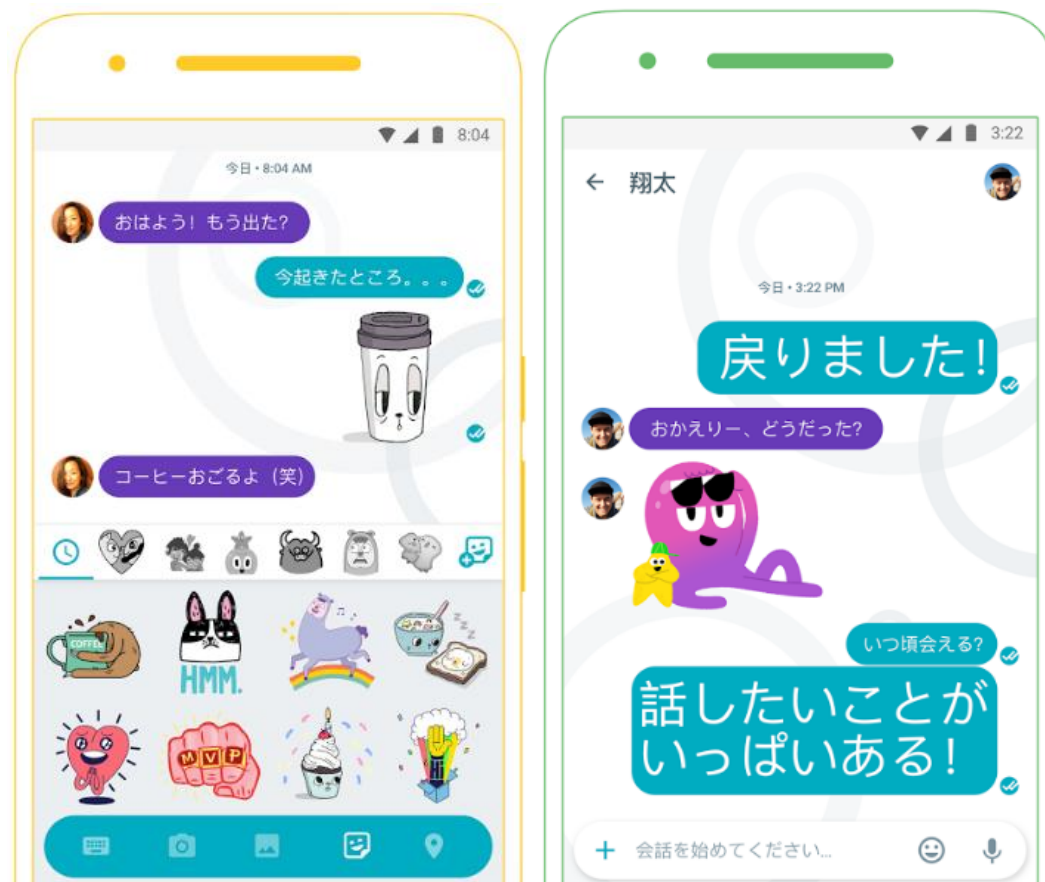 8:04
今日・8:04 AM
おはよう！もう出た？
今起きたところ。。。
コーヒーおごるよ（笑）
COFFEE
HMM.
MVP
3:22
翔太
今日・3:22 PM
戻りました！
おかえりー、どうだった？
いつ頃会える？
話したいことが
いっぱいある！
会話を始めてください...